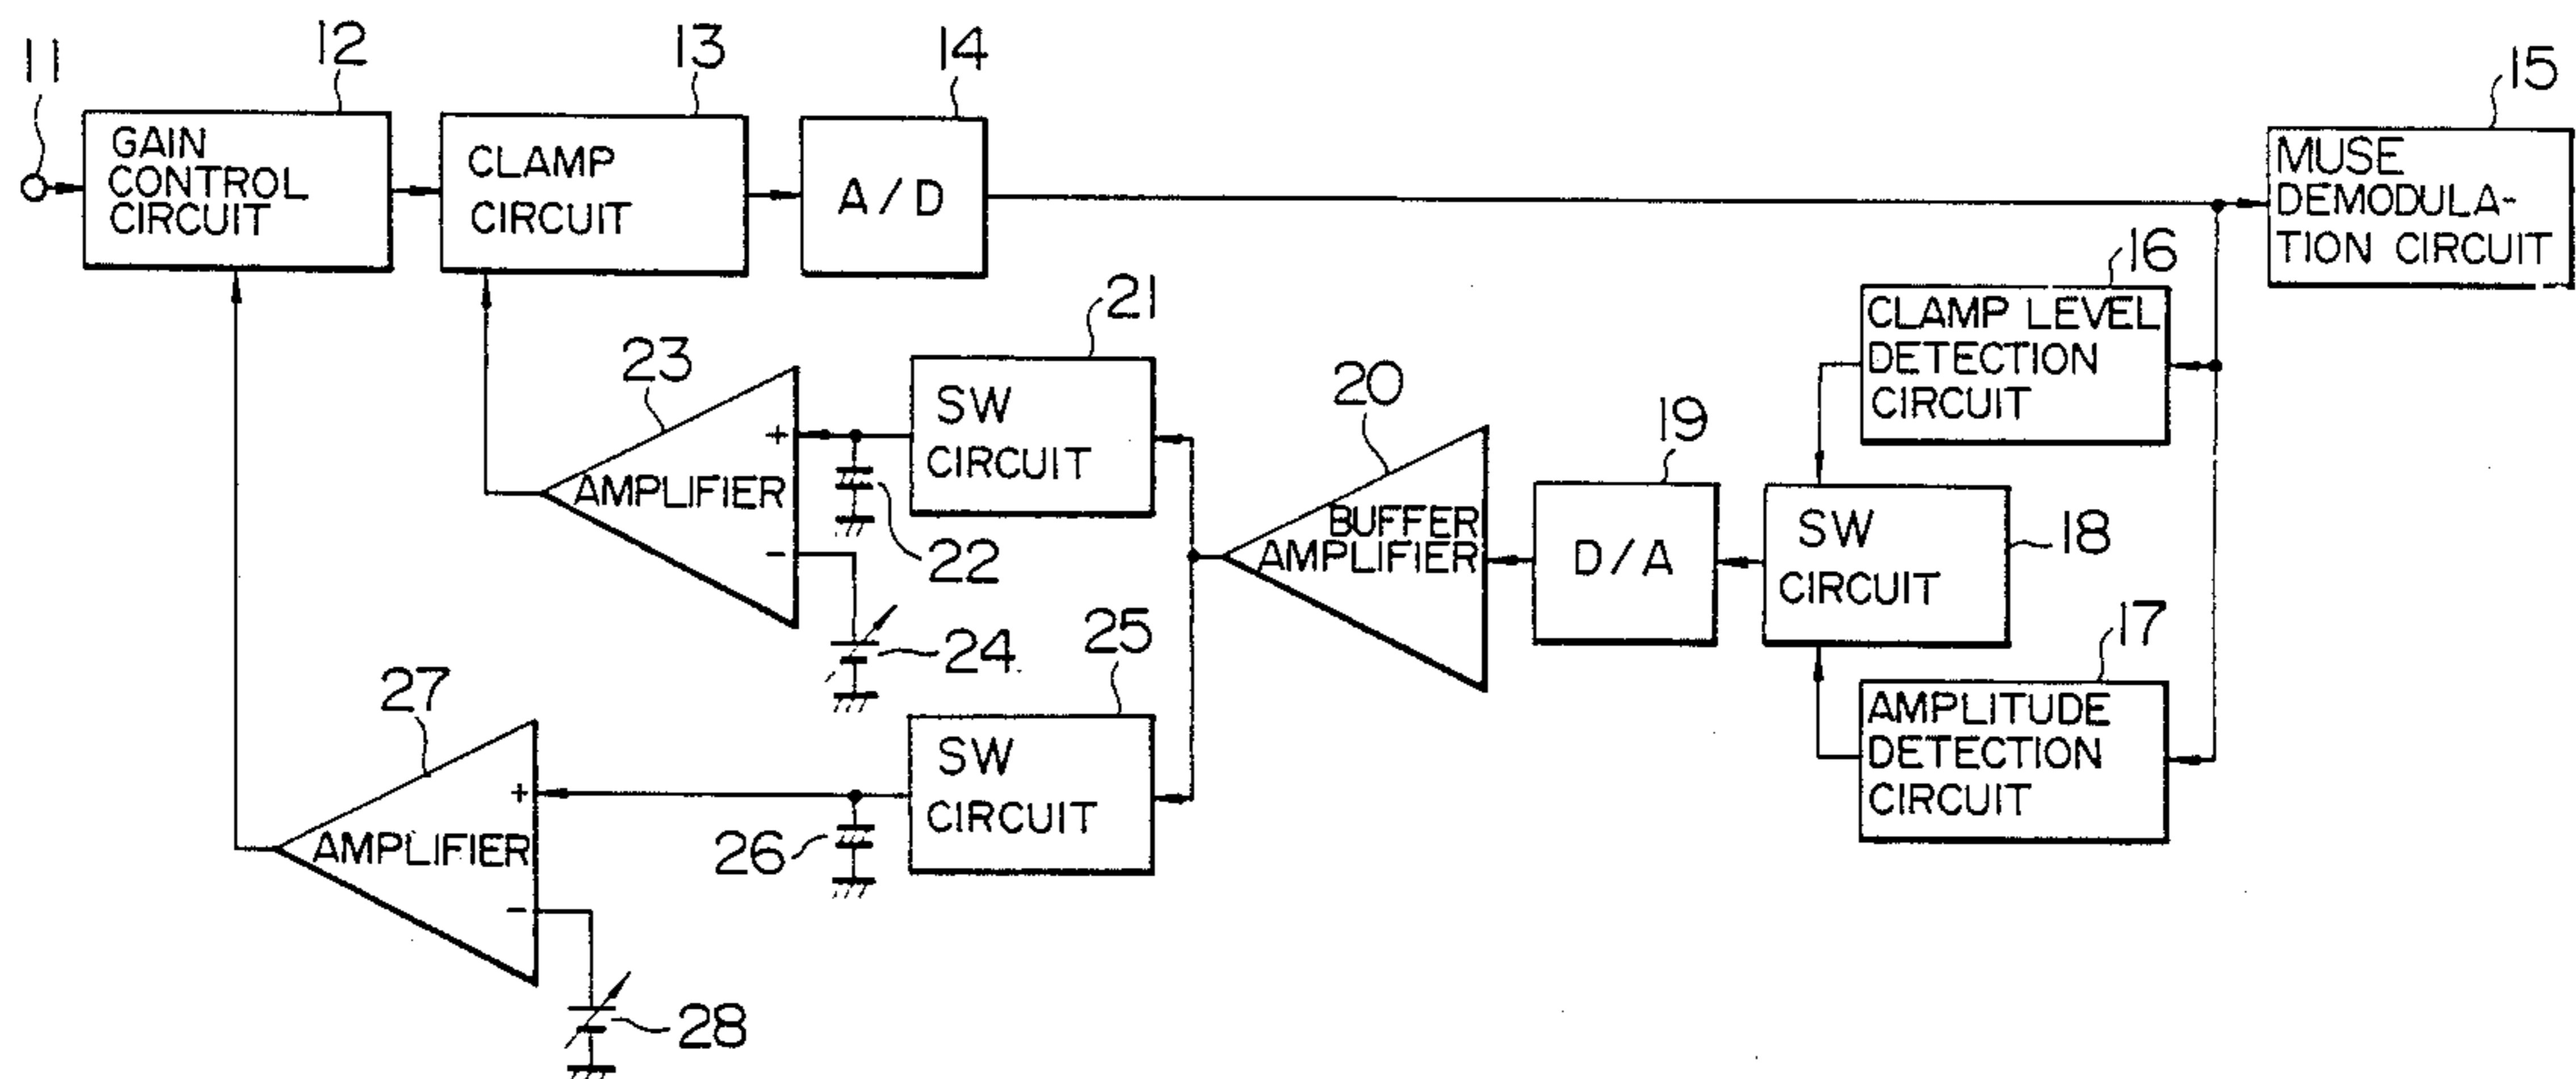 11
12
13
14
15
GAIN
CONTROL
CIRCUIT
CLAMP
CIRCUIT
A/D
MUSE
DEMODULA-
TION CIRCUIT
16
CLAMP LEVEL
DETECTION
CIRCUIT
21
SW
CIRCUIT
23
+
AMPLIFIER
-
22
24
20
BUFFER
AMPLIFIER
19
D/A
18
SW
CIRCUIT
17
AMPLITUDE
DETECTION
CIRCUIT
25
SW
CIRCUIT
26
27
+
AMPLIFIER
-
28